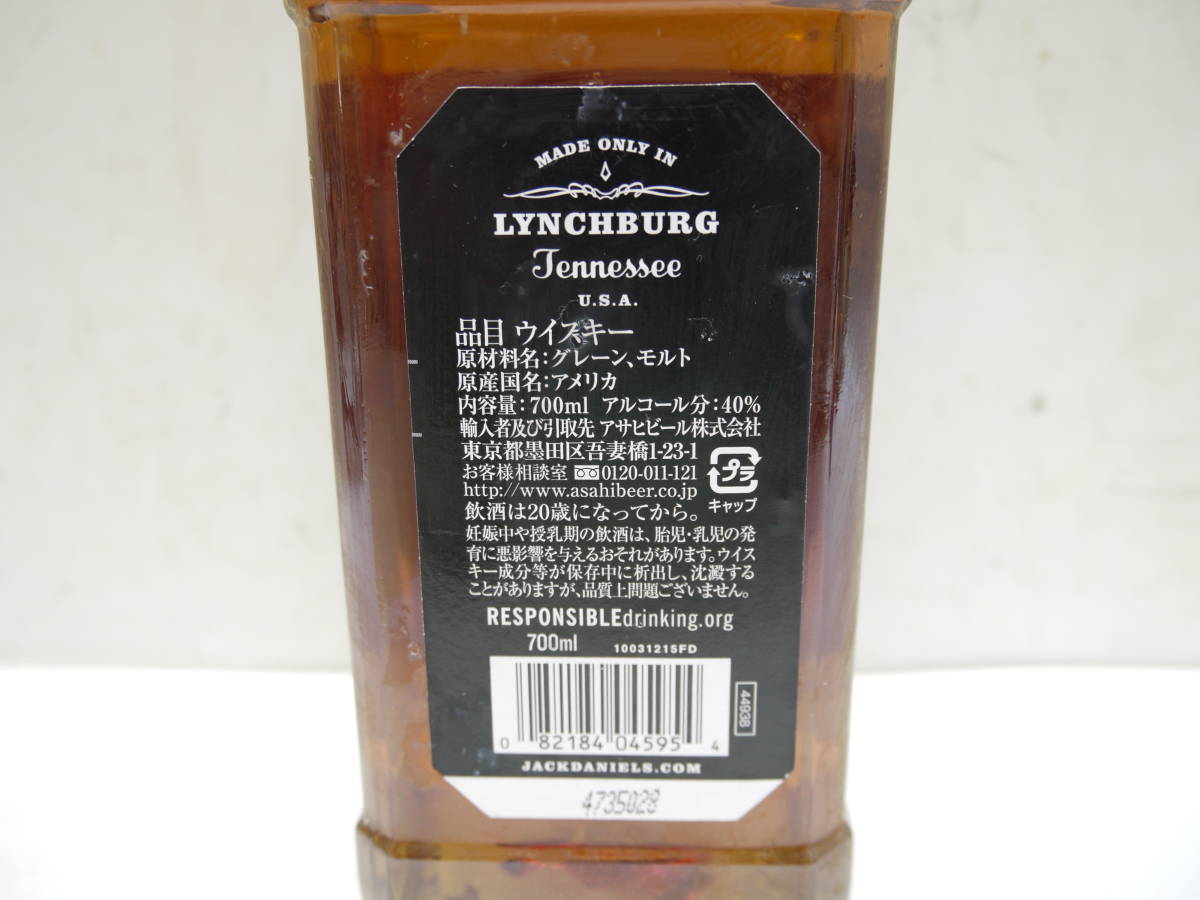 MADE ONLY IN
LYNCHBURG
Tennessee
U.S.A.
品目 ウイスキー
原材料名:グレーン、モルト
原産国名:アメリカ
内容量:700ml アルコール分:40%
輸入者及び引取先 アサヒビール株式会社
東京都墨田区吾妻橋1-23-1
お客様相談室 0120-011-121
http://www.asahibeer.co.jp
プラ
キャップ
飲酒は20歳になってから。
妊娠中や授乳期の飲酒は、胎児・乳児の発
育に悪影響を与えるおそれがあります。ウイス
キー成分等が保存中に析出し、沈澱する
ことがありますが、品質上問題ございません。
RESPONSIBLEdrinking.org
700ml 10031215FD
44938
0 82184 04595 4
JACKDANIELS.COM
4735028